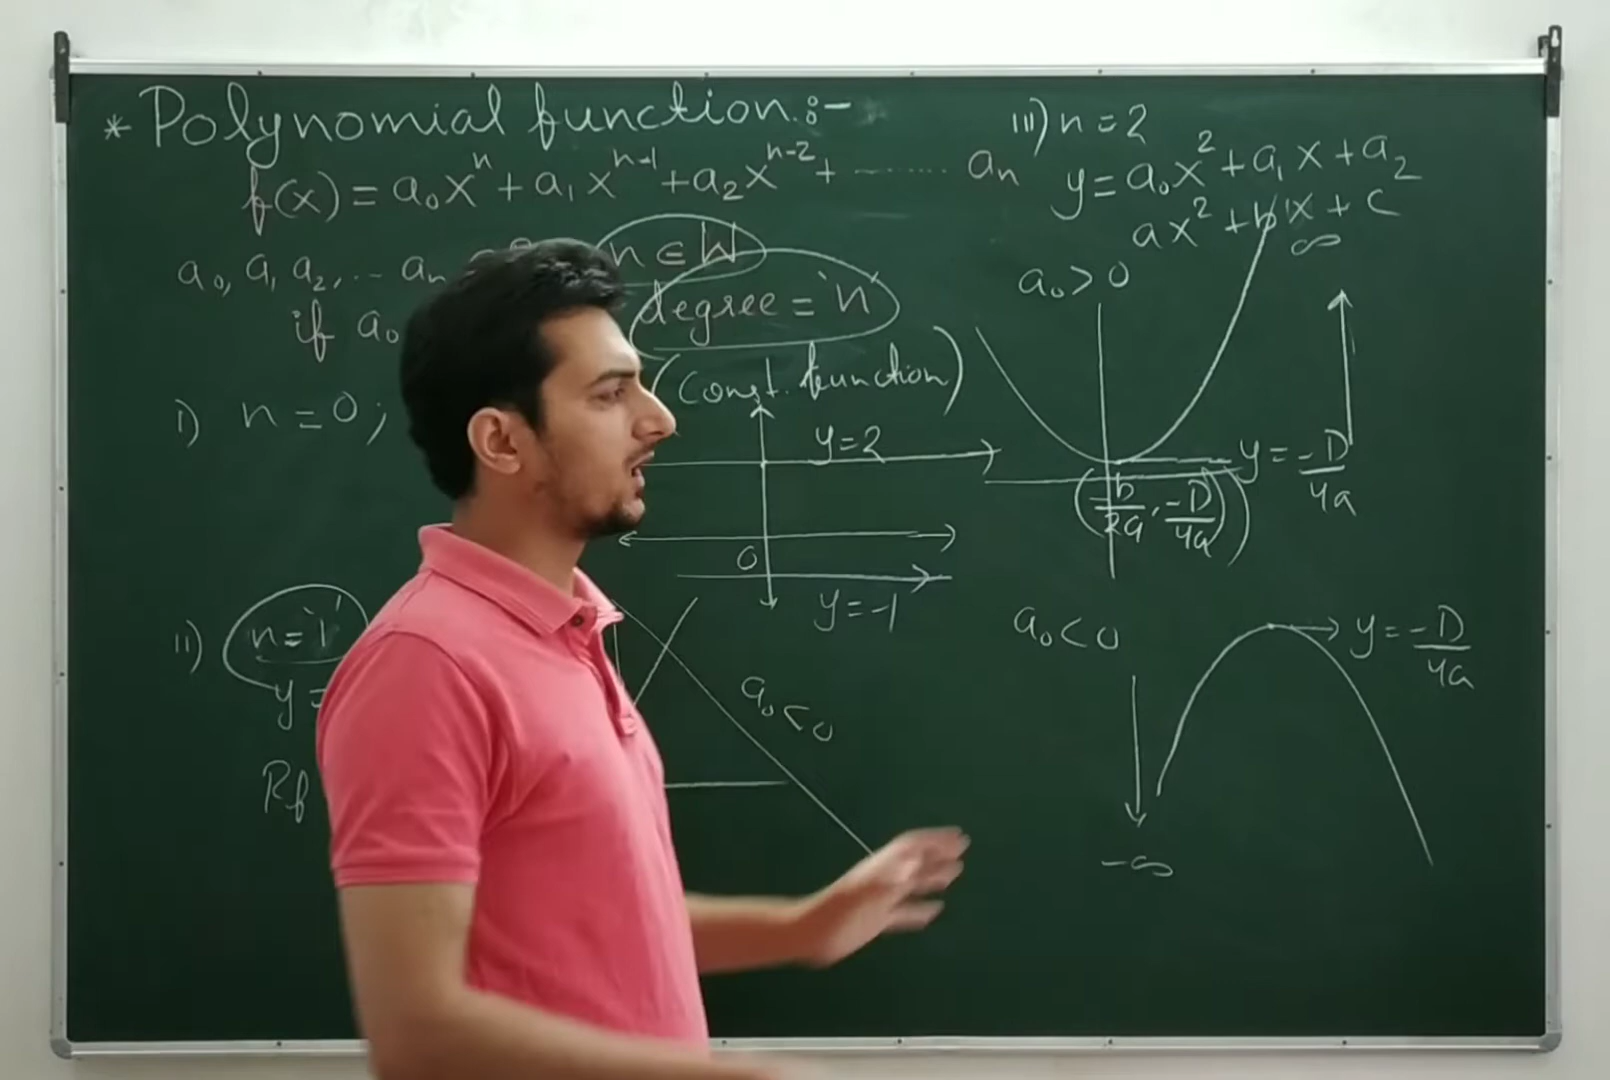 * Polynomial function :-
f(x) = a₀xⁿ + a₁xⁿ⁻¹ + a₂xⁿ⁻² + ........ aₙ
a₀, a₁ a₂, ... aₙ n ∈ W
if a₀ degree = 'n'
i) n = 0 ; (Const. function)
y = 2
0
y = -1
ii) n = '1'
y =
a₀ < 0
Rf
iii) n = 2
y = a₀x² + a₁x + a₂
ax² + bx + c
∞
a₀ > 0
y = -D/4a
(-b/2a, -D/4a)
a₀ < 0
y = -D/4a
-∞